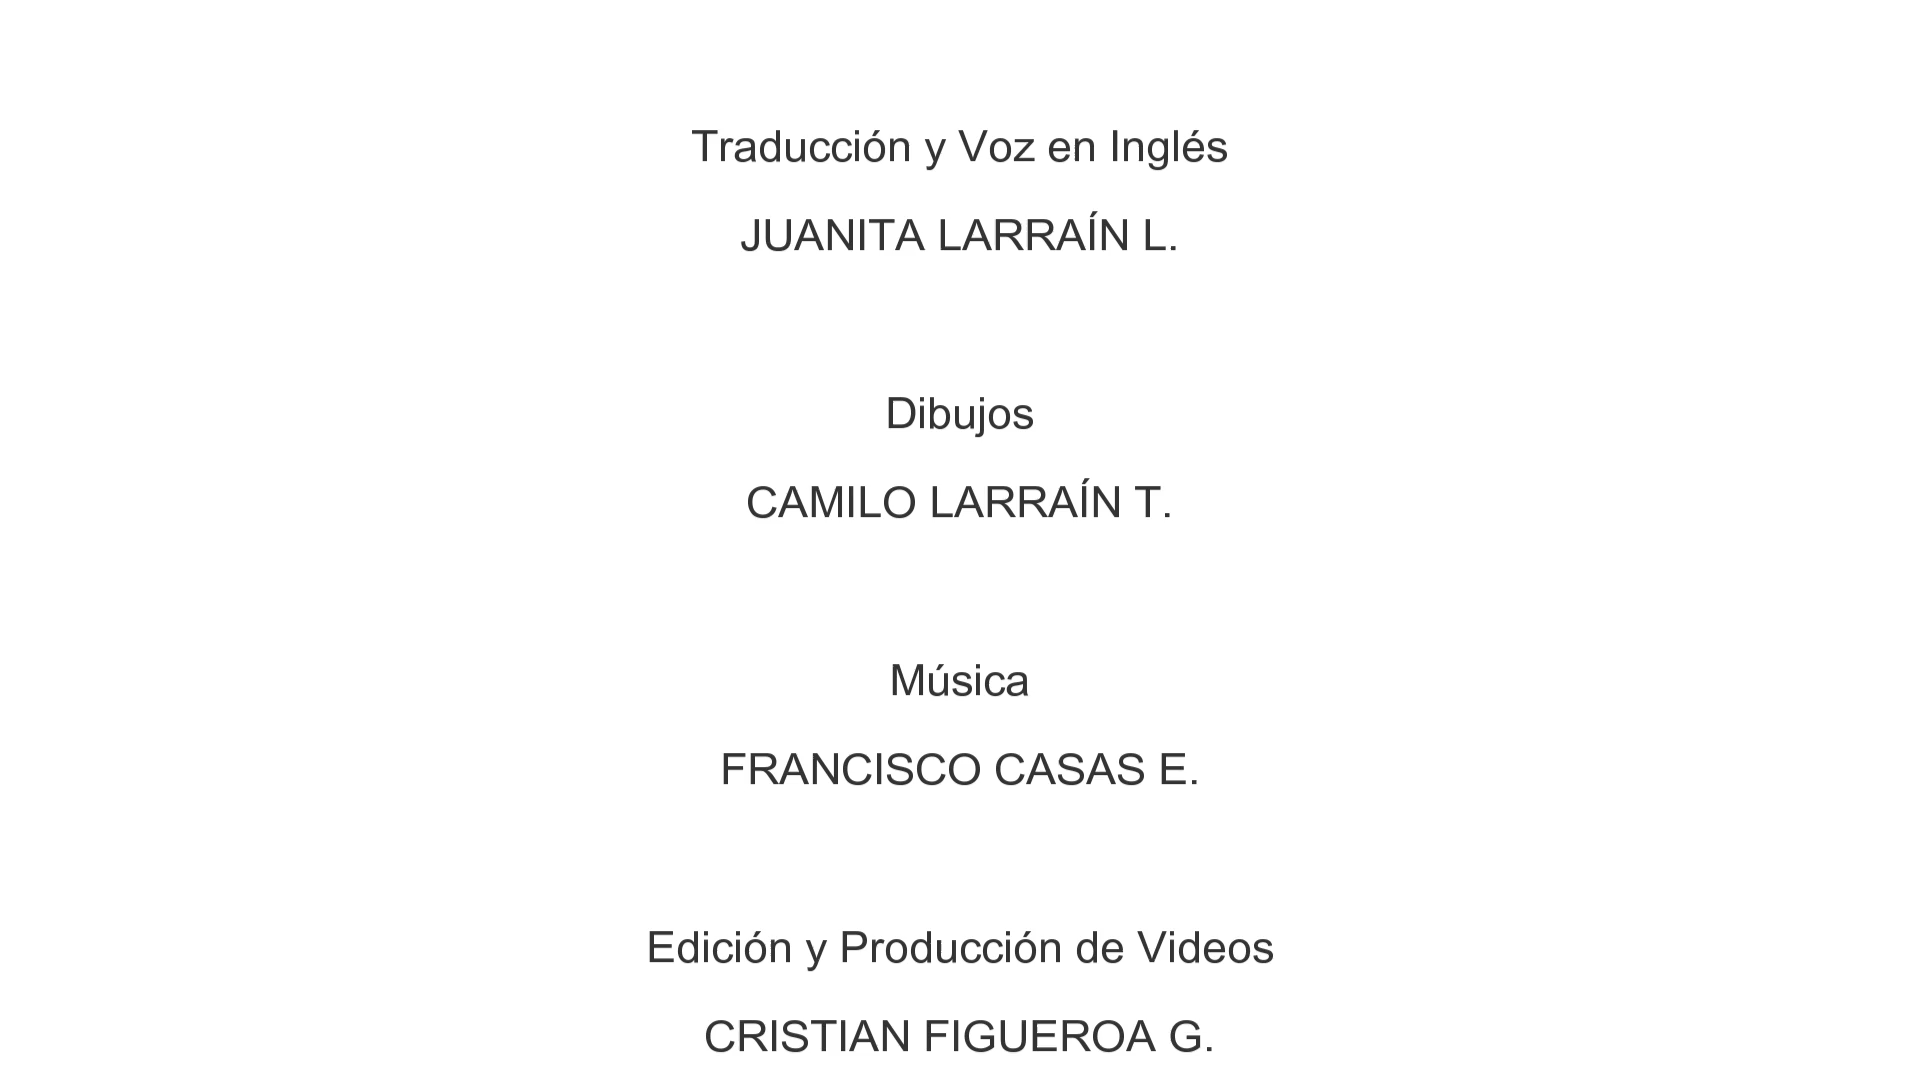 Traducción y Voz en Inglés
JUANITA LARRAÍN L.
Dibujos
CAMILO LARRAÍN T.
Música
FRANCISCO CASAS E.
Edición y Producción de Videos
CRISTIAN FIGUEROA G.